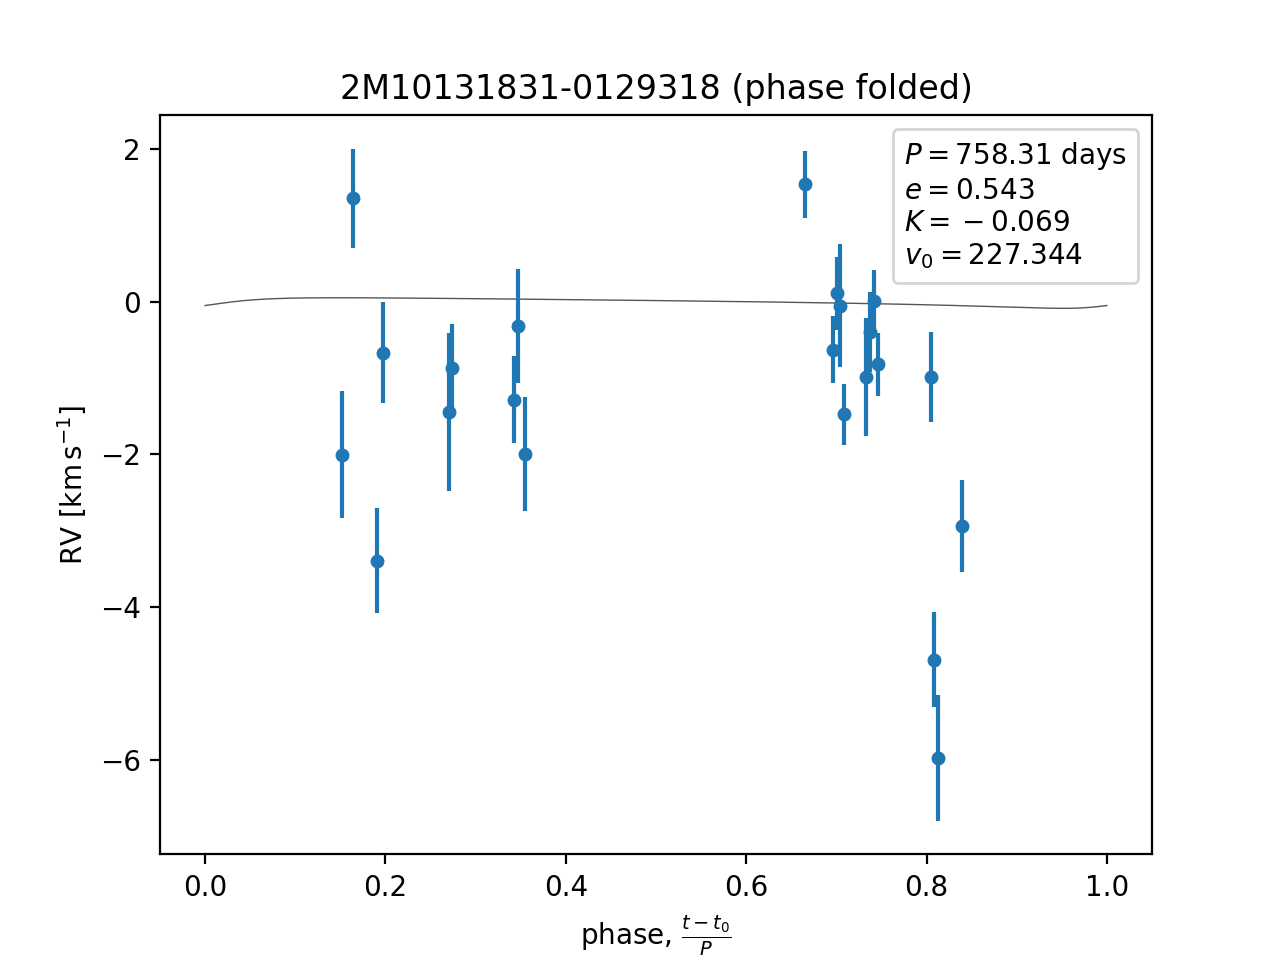 2M10131831-0129318 (phase folded)
P = 758.31 days
e = 0.543
K = −0.069
v₀ = 227.344
RV [km s⁻¹]
2
0
−2
−4
−6
0.0 0.2 0.4 0.6 0.8 1.0
phase, (t − t₀)/P